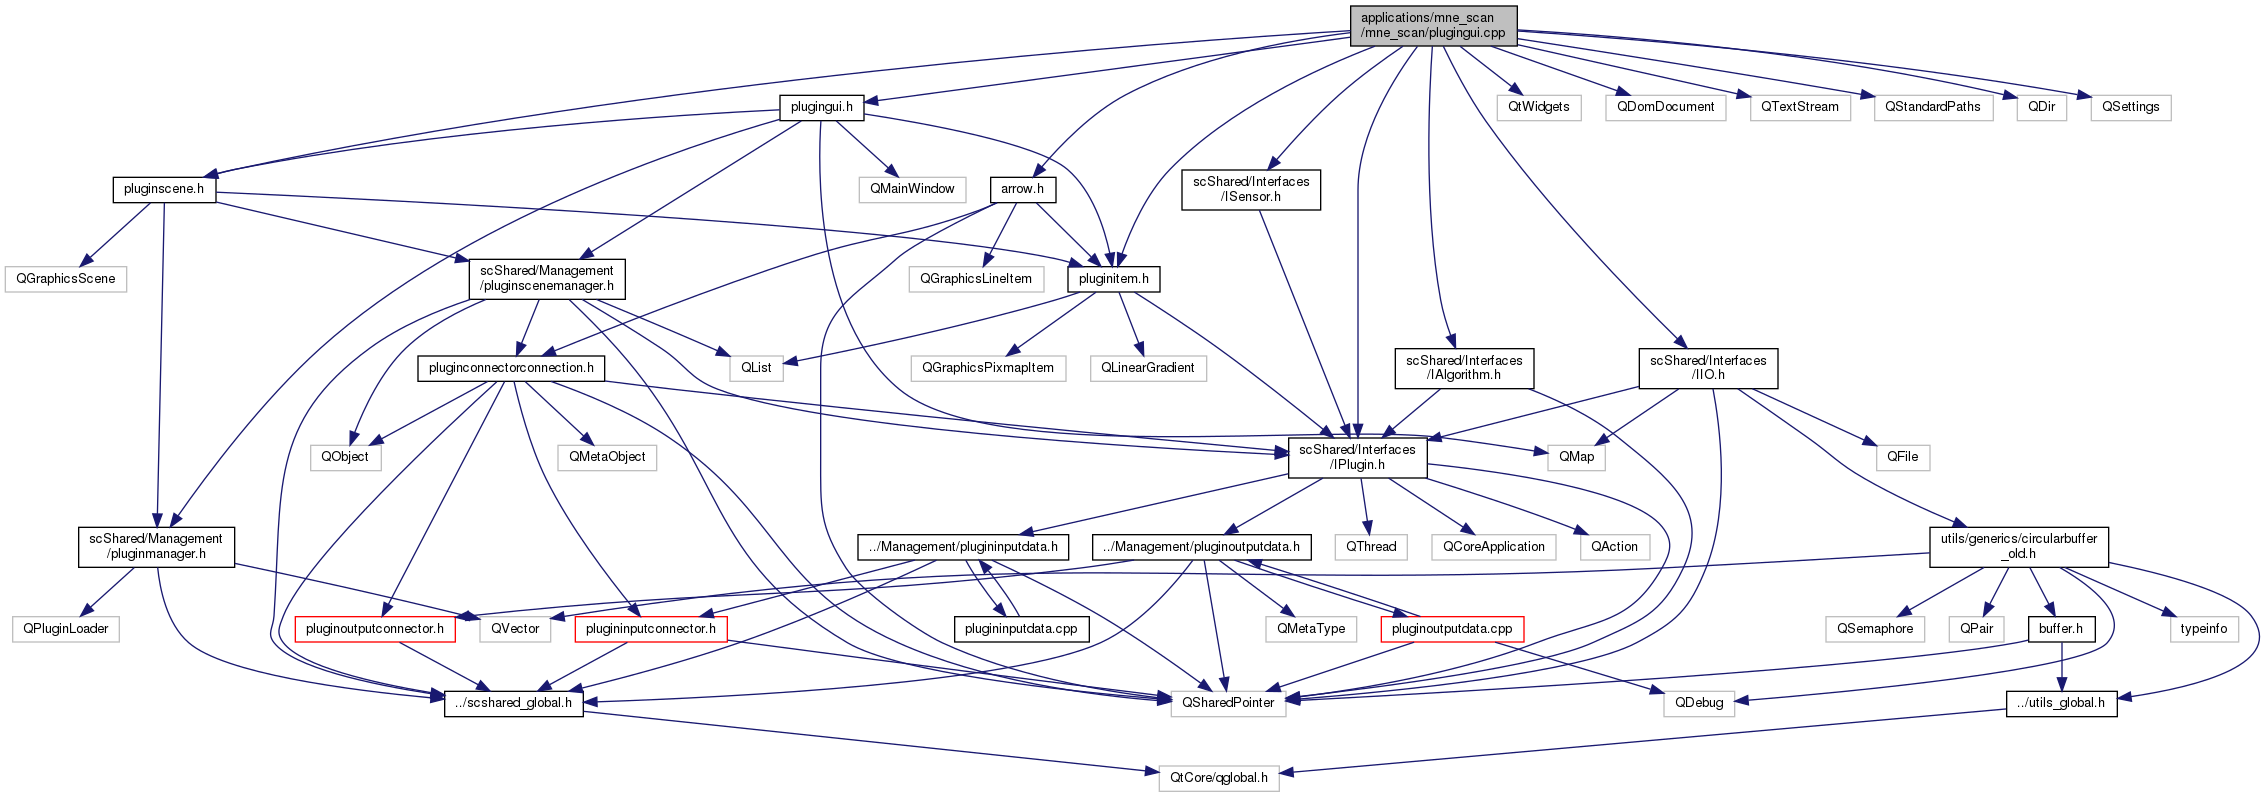 applications/mne_scan
/mne_scan/plugingui.cpp
plugingui.h
QtWidgets
QDomDocument
QTextStream
QStandardPaths
QDir
QSettings
pluginscene.h
QMainWindow
arrow.h
scShared/Interfaces
/ISensor.h
QGraphicsScene
scShared/Management
/pluginscenemanager.h
QGraphicsLineItem
pluginitem.h
pluginconnectorconnection.h
QList
QGraphicsPixmapItem
QLinearGradient
scShared/Interfaces
/IAlgorithm.h
scShared/Interfaces
/IIO.h
QObject
QMetaObject
scShared/Interfaces
/IPlugin.h
QMap
QFile
scShared/Management
/pluginmanager.h
../Management/plugininputdata.h
../Management/pluginoutputdata.h
QThread
QCoreApplication
QAction
utils/generics/circularbuffer
_old.h
QPluginLoader
pluginoutputconnector.h
QVector
plugininputconnector.h
plugininputdata.cpp
QMetaType
pluginoutputdata.cpp
QSemaphore
QPair
buffer.h
typeinfo
../scshared_global.h
QSharedPointer
QDebug
../utils_global.h
QtCore/qglobal.h